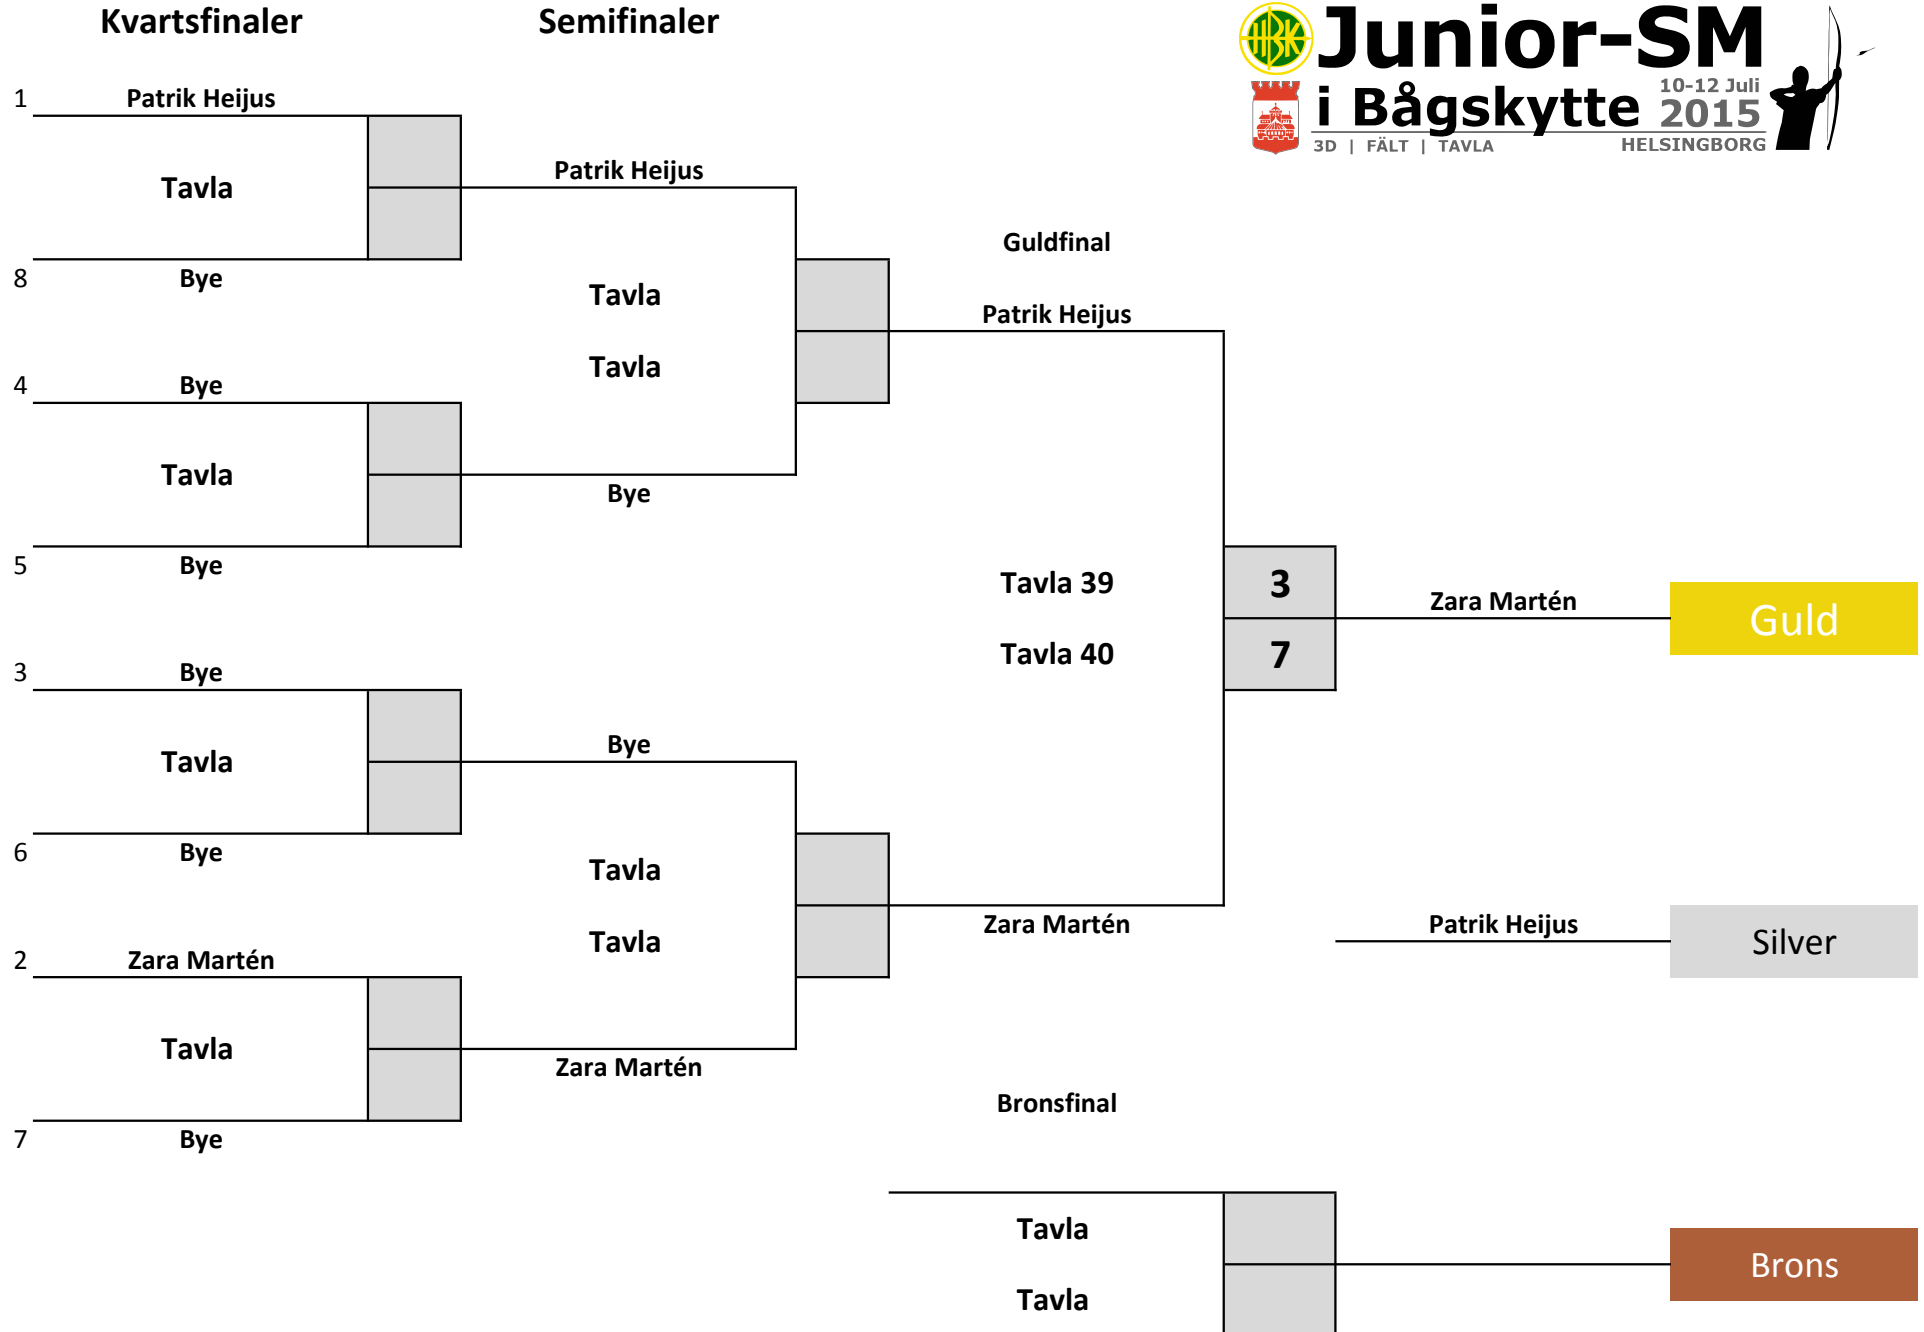 Kvartsfinaler
Semifinaler
HBK
Junior-SM
i Bågskytte
10-12 Juli
2015
3D | FÄLT | TAVLA
HELSINGBORG
1
Patrik Heijus
Tavla
8
Bye
4
Bye
Tavla
5
Bye
3
Bye
Tavla
6
Bye
2
Zara Martén
Tavla
7
Bye
Patrik Heijus
Tavla
Tavla
Bye
Bye
Tavla
Tavla
Zara Martén
Guldfinal
Patrik Heijus
Tavla 39
3
Tavla 40
7
Zara Martén
Zara Martén
Guld
Patrik Heijus
Silver
Bronsfinal
Tavla
Tavla
Brons